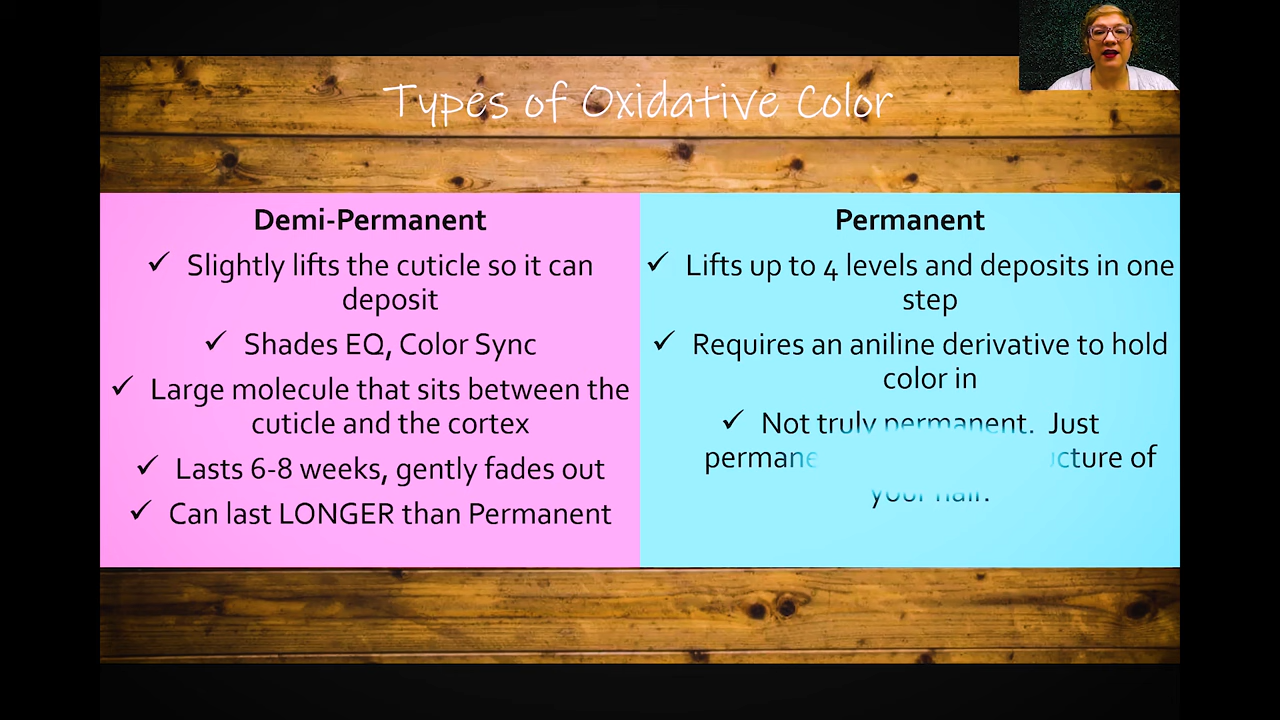 Types of Oxidative Color
Demi-Permanent
✓ Slightly lifts the cuticle so it can
deposit
✓ Shades EQ, Color Sync
✓ Large molecule that sits between the
cuticle and the cortex
✓ Lasts 6-8 weeks, gently fades out
✓ Can last LONGER than Permanent
Permanent
✓ Lifts up to 4 levels and deposits in one
step
✓ Requires an aniline derivative to hold
color in
✓ Not truly permanent. Just
of
your hair.